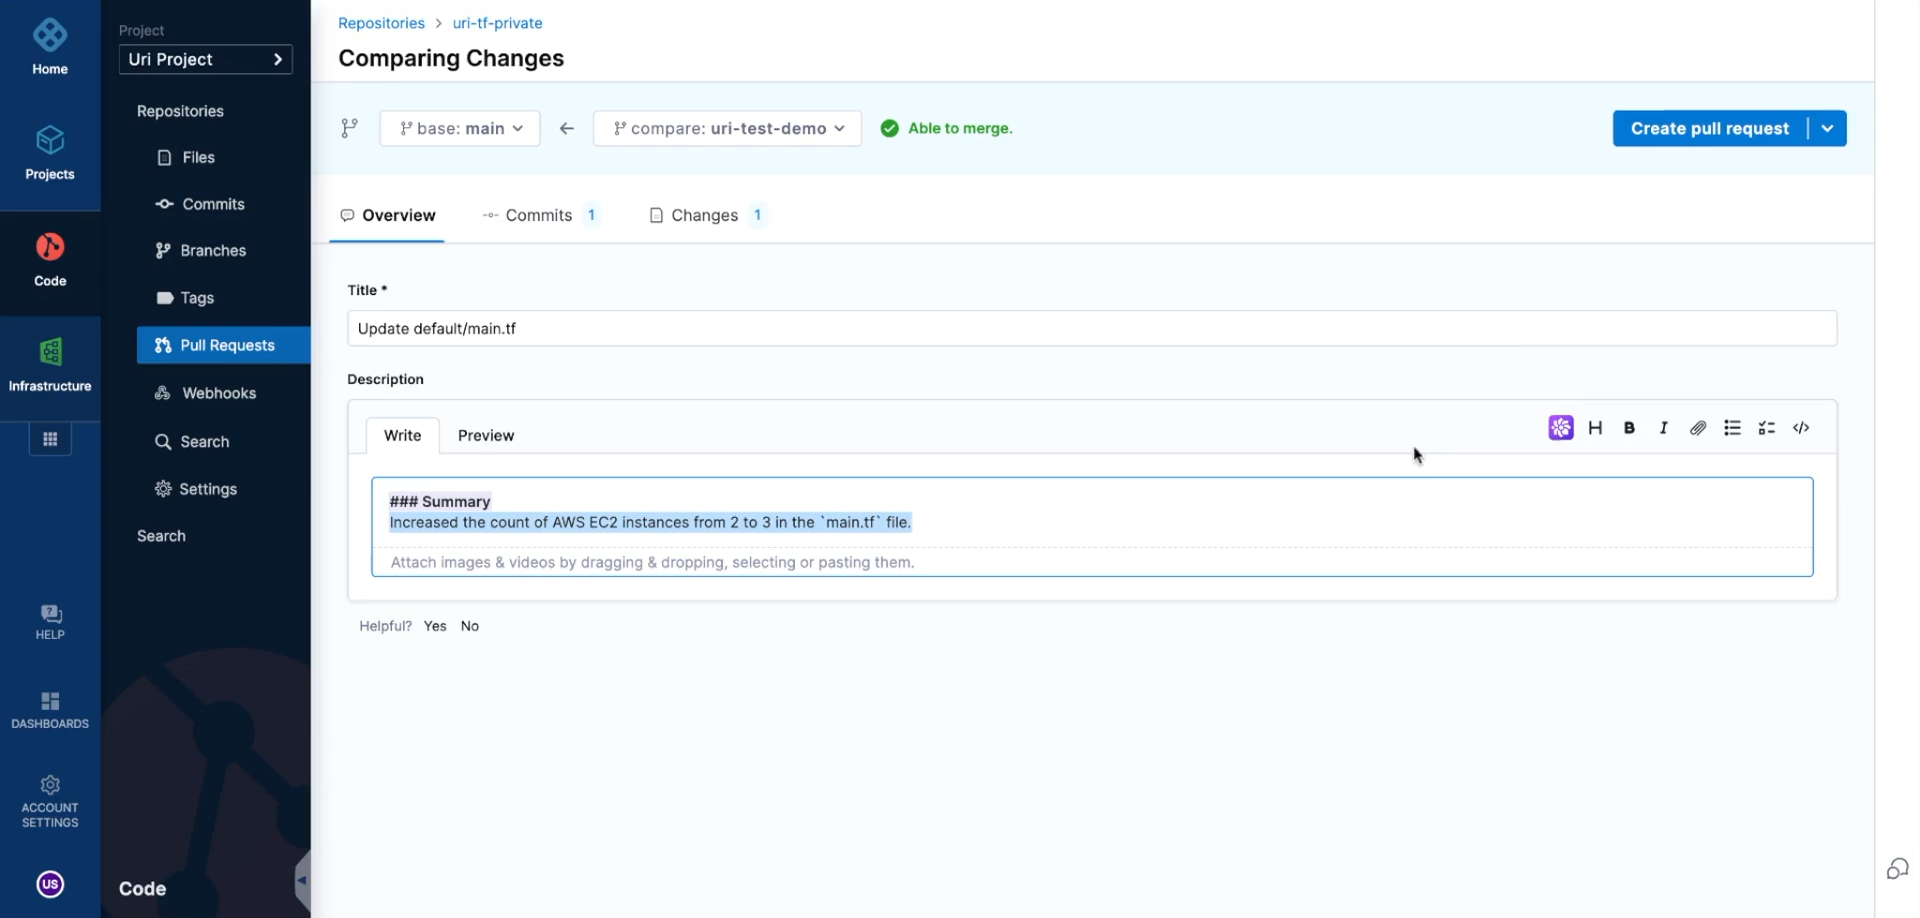 Home
Projects
Code
Infrastructure
HELP
DASHBOARDS
ACCOUNT
SETTINGS
US
Project
Uri Project
Repositories
Files
Commits
Branches
Tags
Pull Requests
Webhooks
Search
Settings
Search
Code
Repositories > uri-tf-private
Comparing Changes
base: main
compare: uri-test-demo
Able to merge.
Create pull request
Overview
Commits 1
Changes 1
Title *
Update default/main.tf
Description
Write Preview
H B I
### Summary
Increased the count of AWS EC2 instances from 2 to 3 in the `main.tf` file.
Attach images & videos by dragging & dropping, selecting or pasting them.
Helpful? Yes No